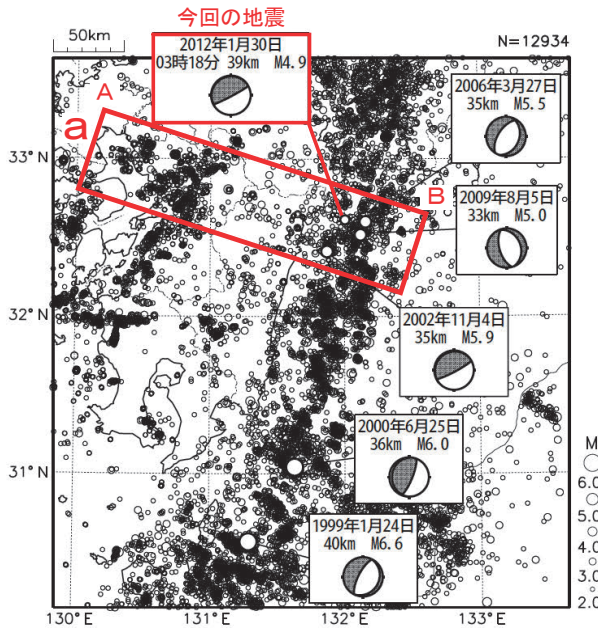 今回の地震
50km
N=12934
2012年1月30日
03時18分 39km M4.9
A
a
2006年3月27日
35km M5.5
33°N
B
2009年8月5日
33km M5.0
32°N
2002年11月4日
35km M5.9
2000年6月25日
36km M6.0
31°N
M
6.0
5.0
4.0
3.0
2.0
1999年1月24日
40km M6.6
130°E
131°E
132°E
133°E